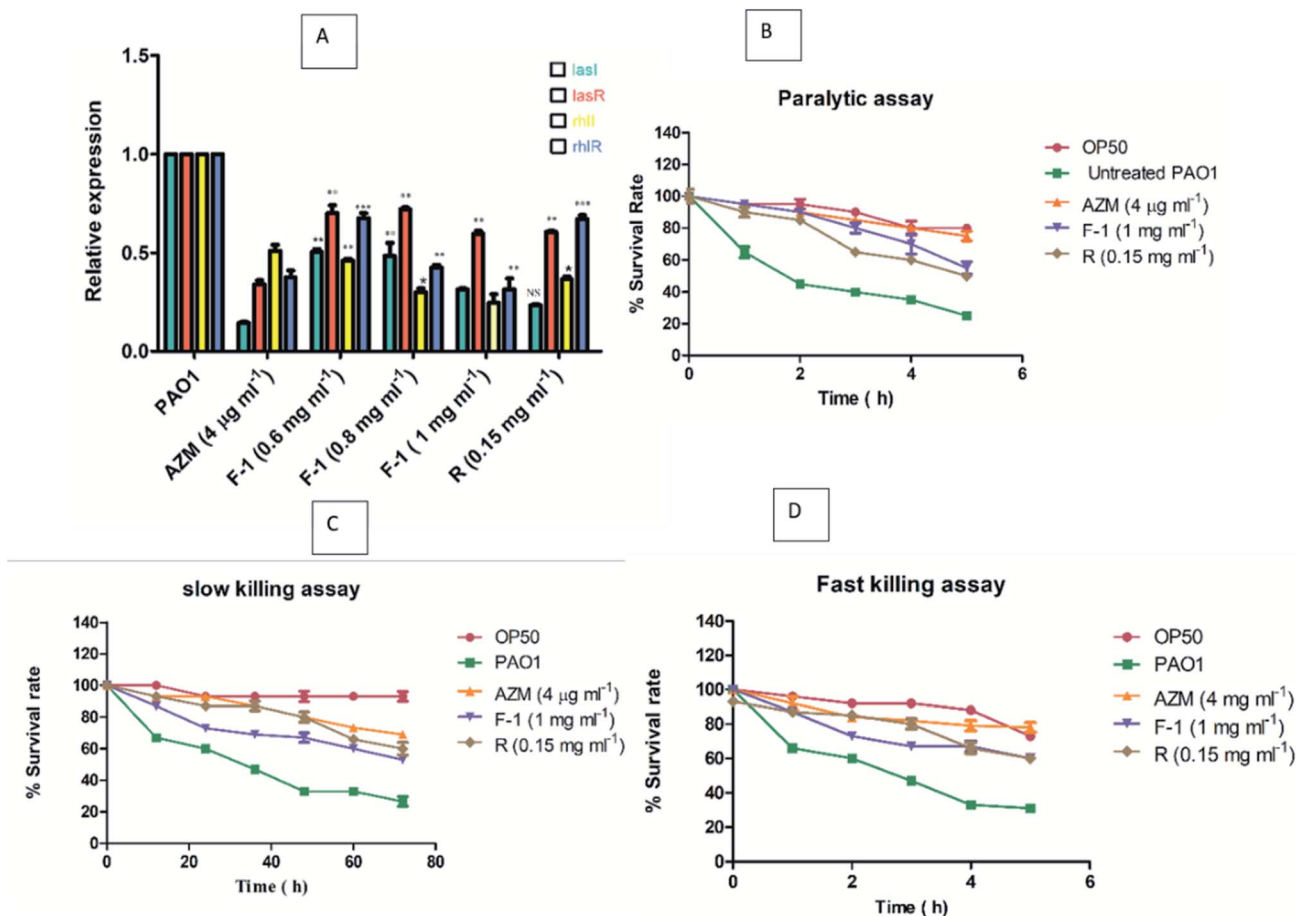 A
1.5
1.0
0.5
0.0
Relative expression
lasI
lasR
rhlI
rhlR
** ** ** ***
** ** * **
** **
NS ** * ***
PAO1
AZM (4 µg ml⁻¹)
F-1 (0.6 mg ml⁻¹)
F-1 (0.8 mg ml⁻¹)
F-1 ( 1 mg ml⁻¹)
R (0.15 mg ml⁻¹)
B
Paralytic assay
140
120
100
80
60
40
20
0
% Survival Rate
0 2 4 6
Time ( h)
OP50
Untreated PAO1
AZM (4 µg ml⁻¹)
F-1 (1 mg ml⁻¹)
R (0.15 mg ml⁻¹)
C
slow killing assay
140
120
100
80
60
40
20
0
% Survival rate
0 20 40 60 80
Time ( h)
OP50
PAO1
AZM (4 µg ml⁻¹)
F-1 (1 mg ml⁻¹)
R (0.15 mg ml⁻¹)
D
Fast killing assay
140
120
100
80
60
40
20
0
% Survival rate
0 2 4 6
Time ( h)
OP50
PAO1
AZM (4 mg ml⁻¹)
F-1 (1 mg ml⁻¹)
R (0.15 mg ml⁻¹)